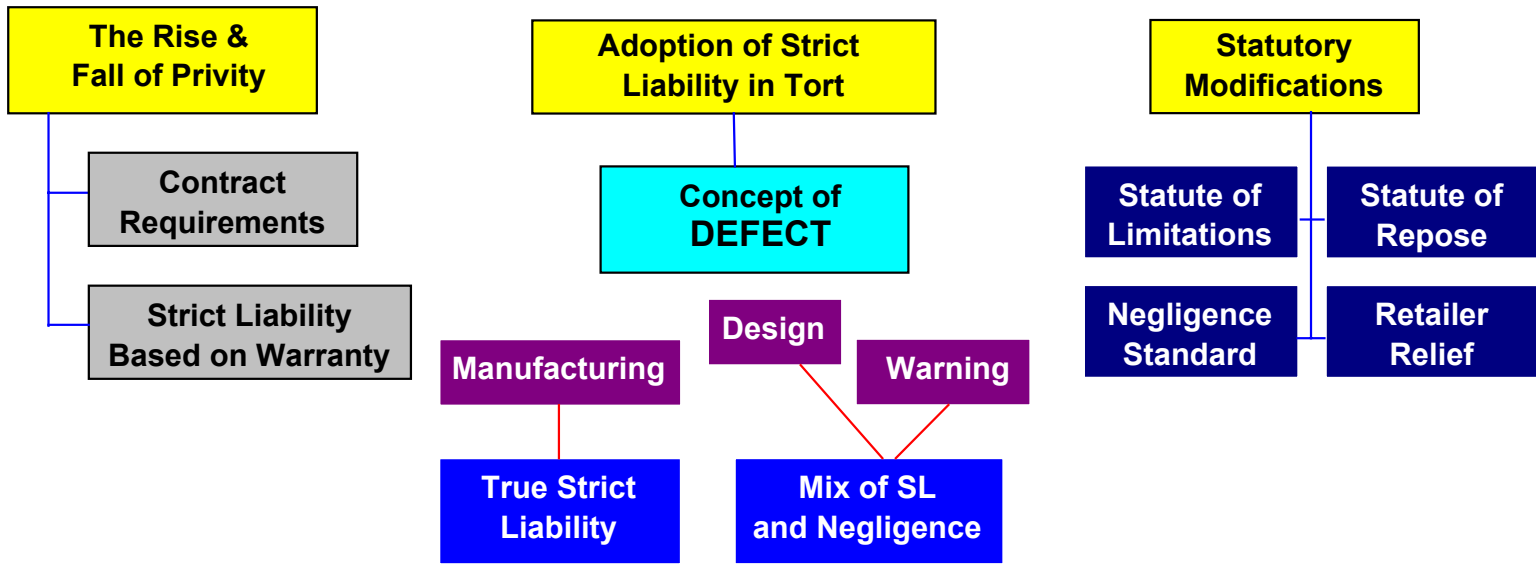 The Rise &
Fall of Privity
Contract
Requirements
Strict Liability
Based on Warranty
Adoption of Strict
Liability in Tort
Concept of
DEFECT
Manufacturing
Design
Warning
True Strict
Liability
Mix of SL
and Negligence
Statutory
Modifications
Statute of
Limitations
Statute of
Repose
Negligence
Standard
Retailer
Relief